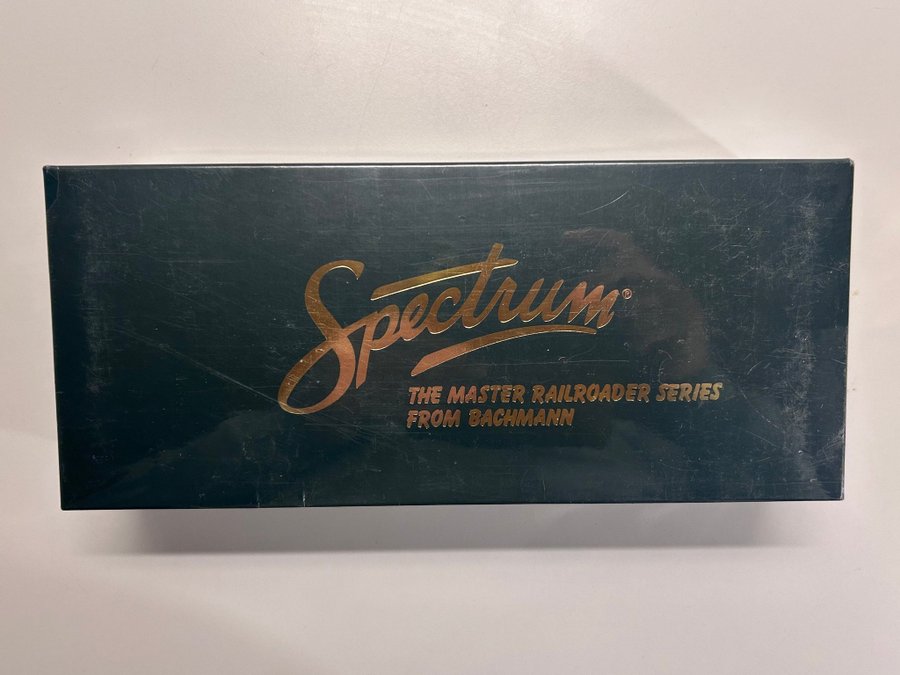 Spectrum®
THE MASTER RAILROADER SERIES
FROM BACHMANN